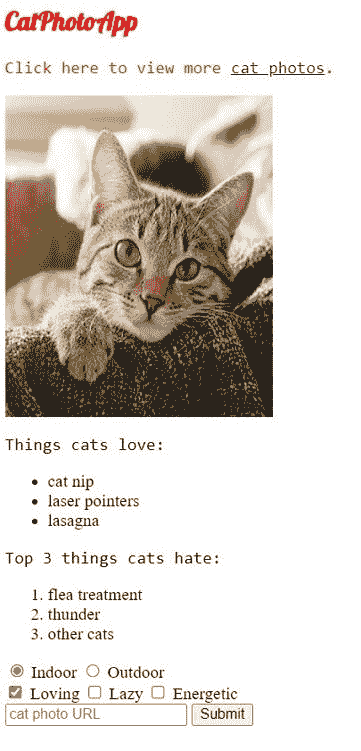 CatPhotoApp
Click here to view more cat photos.
Things cats love:
cat nip
laser pointers
lasagna
Top 3 things cats hate:
1. flea treatment
2. thunder
3. other cats
Indoor Outdoor
Loving Lazy Energetic
cat photo URL Submit